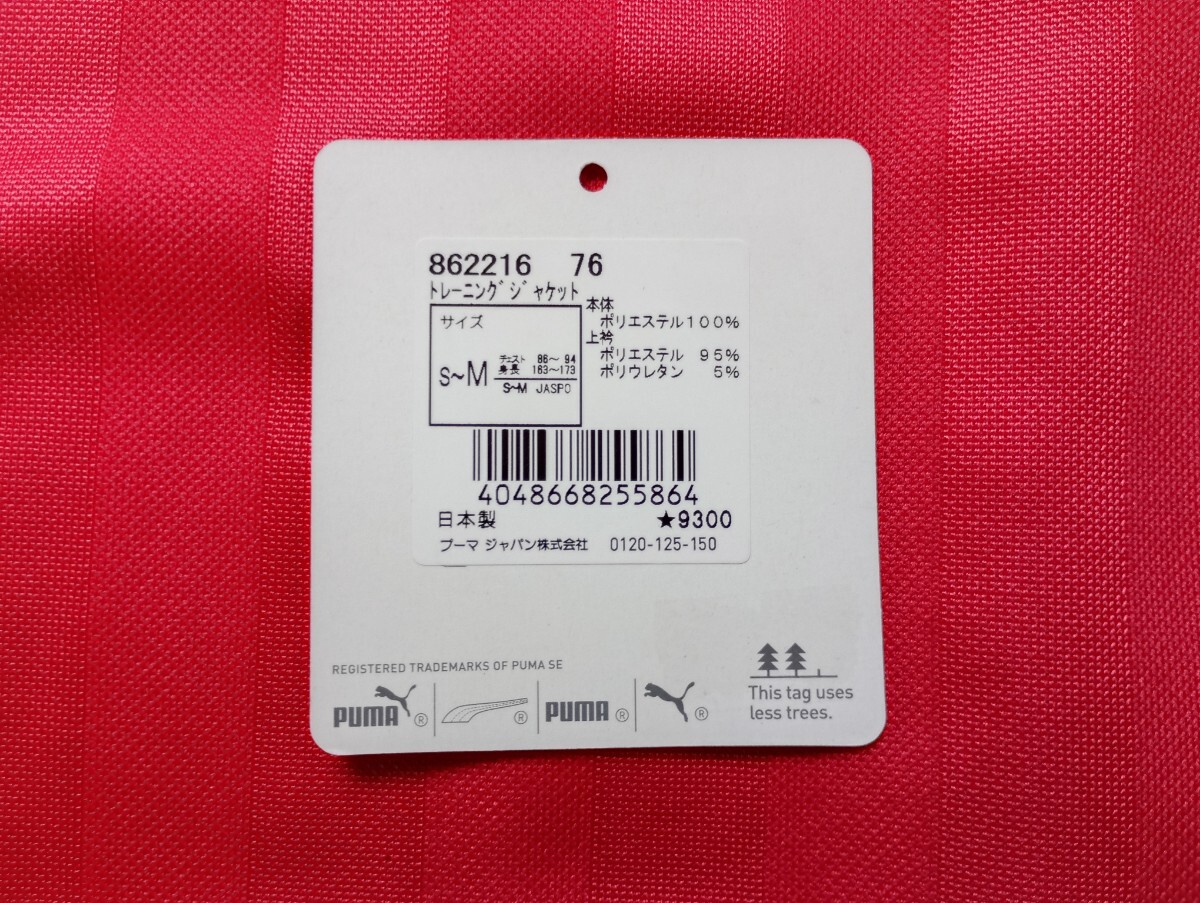 862216 76
トレーニングジャケット
サイズ
S~M
チェスト 86~94
身長 163~173
S~M JASPO
本体
ポリエステル100%
上衿
ポリエステル 95%
ポリウレタン 5%
4048668255864
日本製 ★9300
プーマ ジャパン株式会社 0120-125-150
REGISTERED TRADEMARKS OF PUMA SE
PUMA® ® PUMA® ®
This tag uses
less trees.